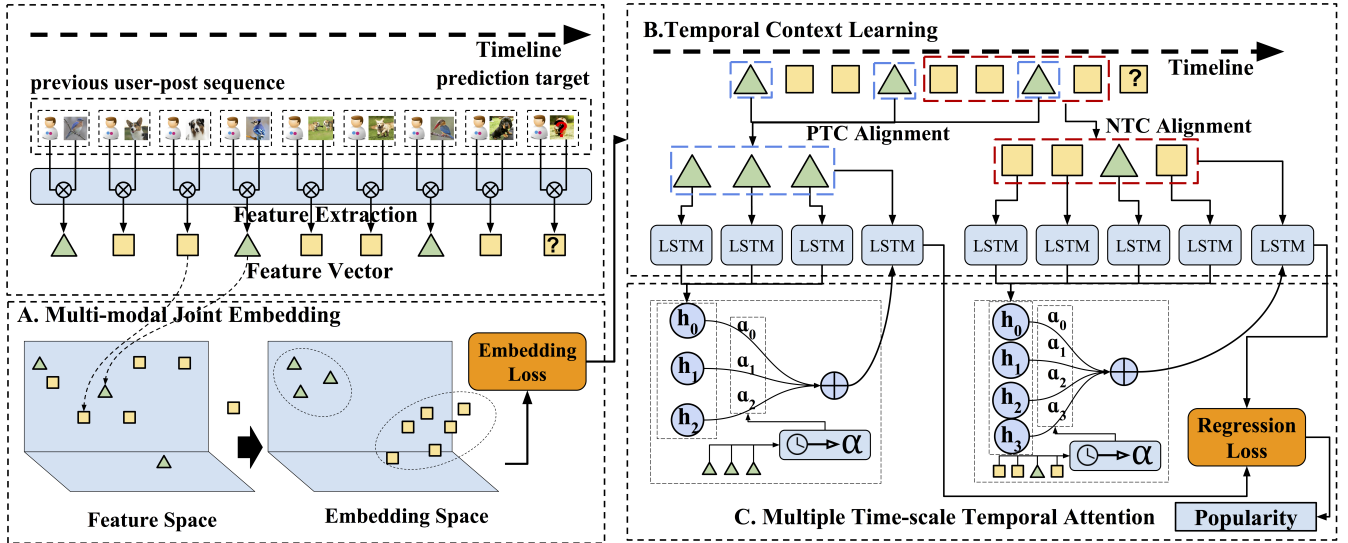 Timeline
previous user-post sequence
prediction target
?
Feature Extraction
?
Feature Vector
A. Multi-modal Joint Embedding
Embedding
Loss
Feature Space
Embedding Space
B.Temporal Context Learning
Timeline
?
PTC Alignment
NTC Alignment
LSTM LSTM LSTM LSTM
LSTM LSTM LSTM LSTM LSTM
h0
h1
h2
α0
α1
α2
α
h0
h1
h2
h3
α0
α1
α2
α3
α
Regression
Loss
C. Multiple Time-scale Temporal Attention
Popularity